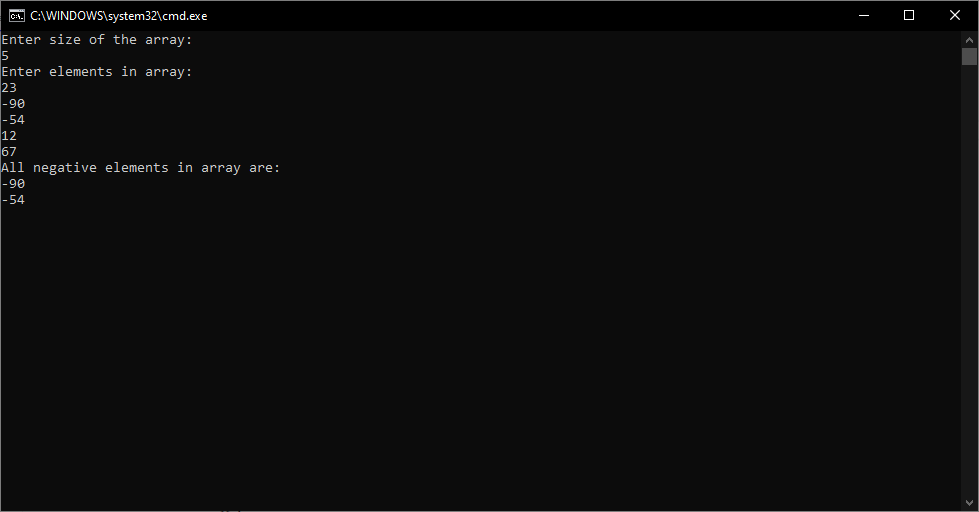 C:\WINDOWS\system32\cmd.exe
Enter size of the array:
5
Enter elements in array:
23
-90
-54
12
67
All negative elements in array are:
-90
-54